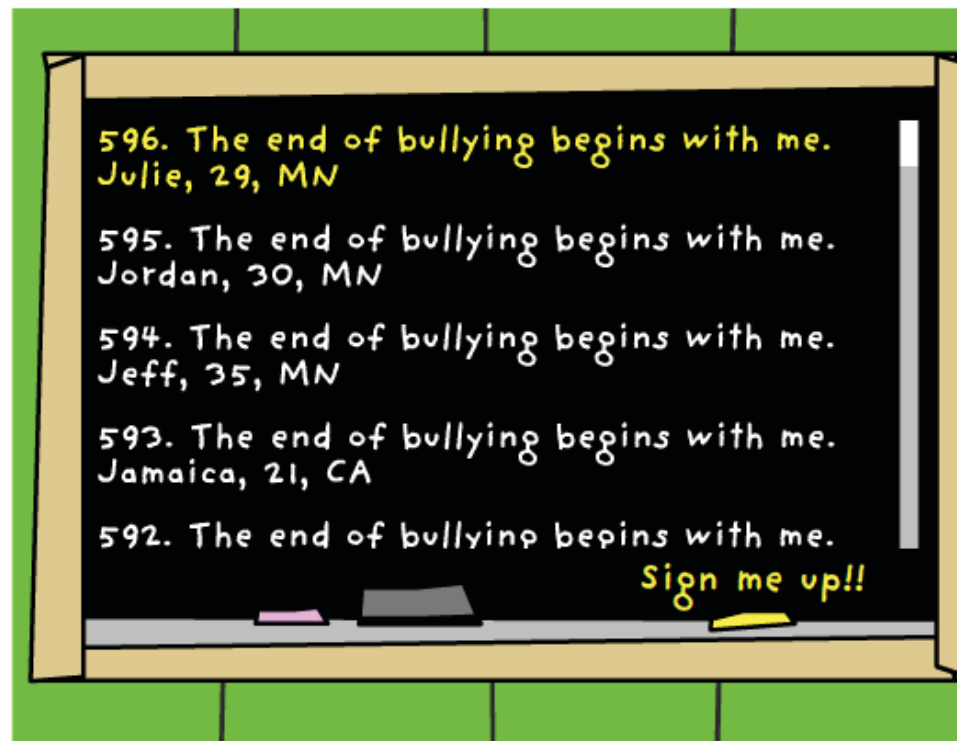 596. The end of bullying begins with me.
Julie, 29, MN
595. The end of bullying begins with me.
Jordan, 30, MN
594. The end of bullying begins with me.
Jeff, 35, MN
593. The end of bullying begins with me.
Jamaica, 21, CA
592. The end of bullying begins with me.
Sign me up!!